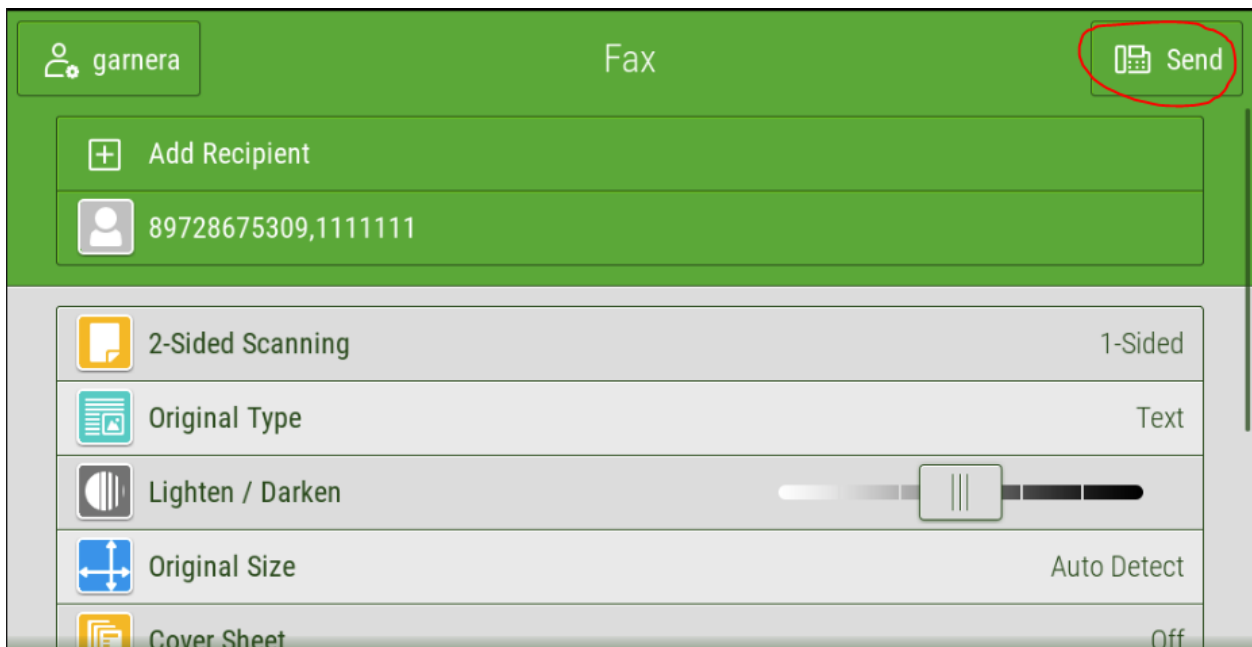 garnera
Fax
Send
Add Recipient
89728675309,1111111
2-Sided Scanning 1-Sided
Original Type Text
Lighten / Darken
Original Size Auto Detect
Cover Sheet Off